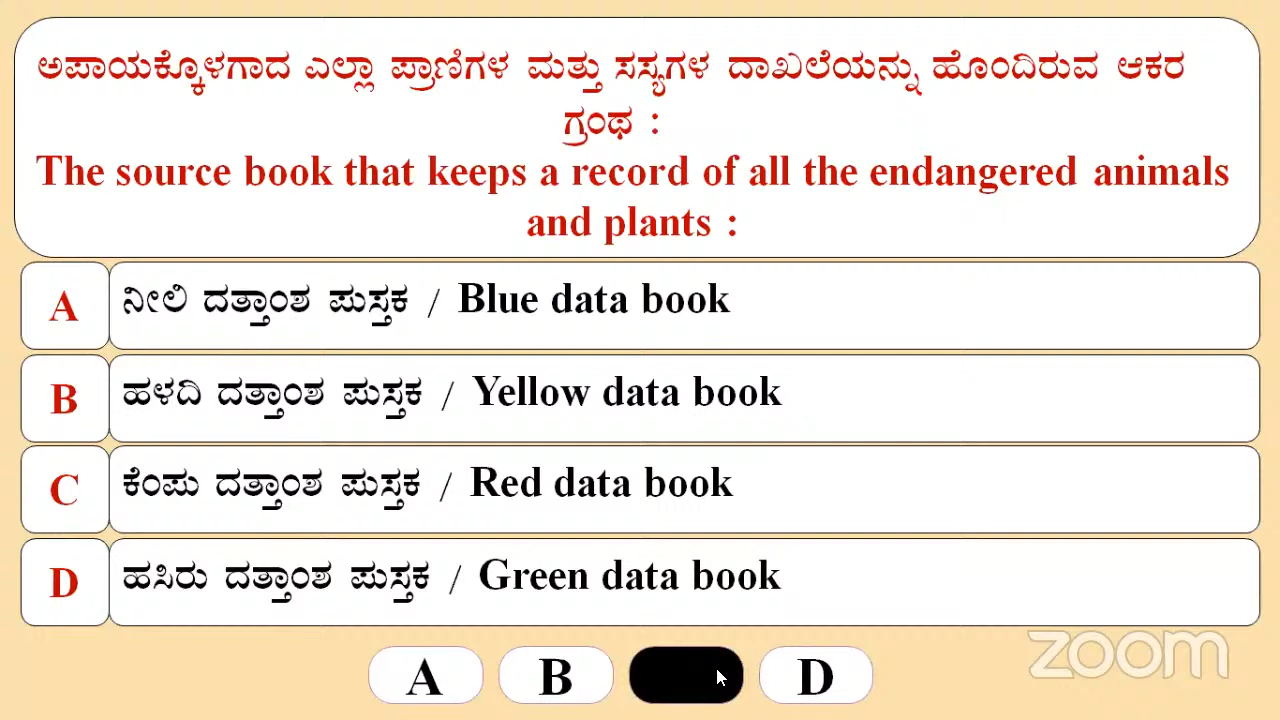 ಅಪಾಯಕ್ಕೊಳಗಾದ ಎಲ್ಲಾ ಪ್ರಾಣಿಗಳ ಮತ್ತು ಸಸ್ಯಗಳ ದಾಖಲೆಯನ್ನು ಹೊಂದಿರುವ ಆಕರ
ಗ್ರಂಥ :
The source book that keeps a record of all the endangered animals
and plants :
A ನೀಲಿ ದತ್ತಾಂಶ ಪುಸ್ತಕ / Blue data book
B ಹಳದಿ ದತ್ತಾಂಶ ಪುಸ್ತಕ / Yellow data book
C ಕೆಂಪು ದತ್ತಾಂಶ ಪುಸ್ತಕ / Red data book
D ಹಸಿರು ದತ್ತಾಂಶ ಪುಸ್ತಕ / Green data book
zoom
A B D